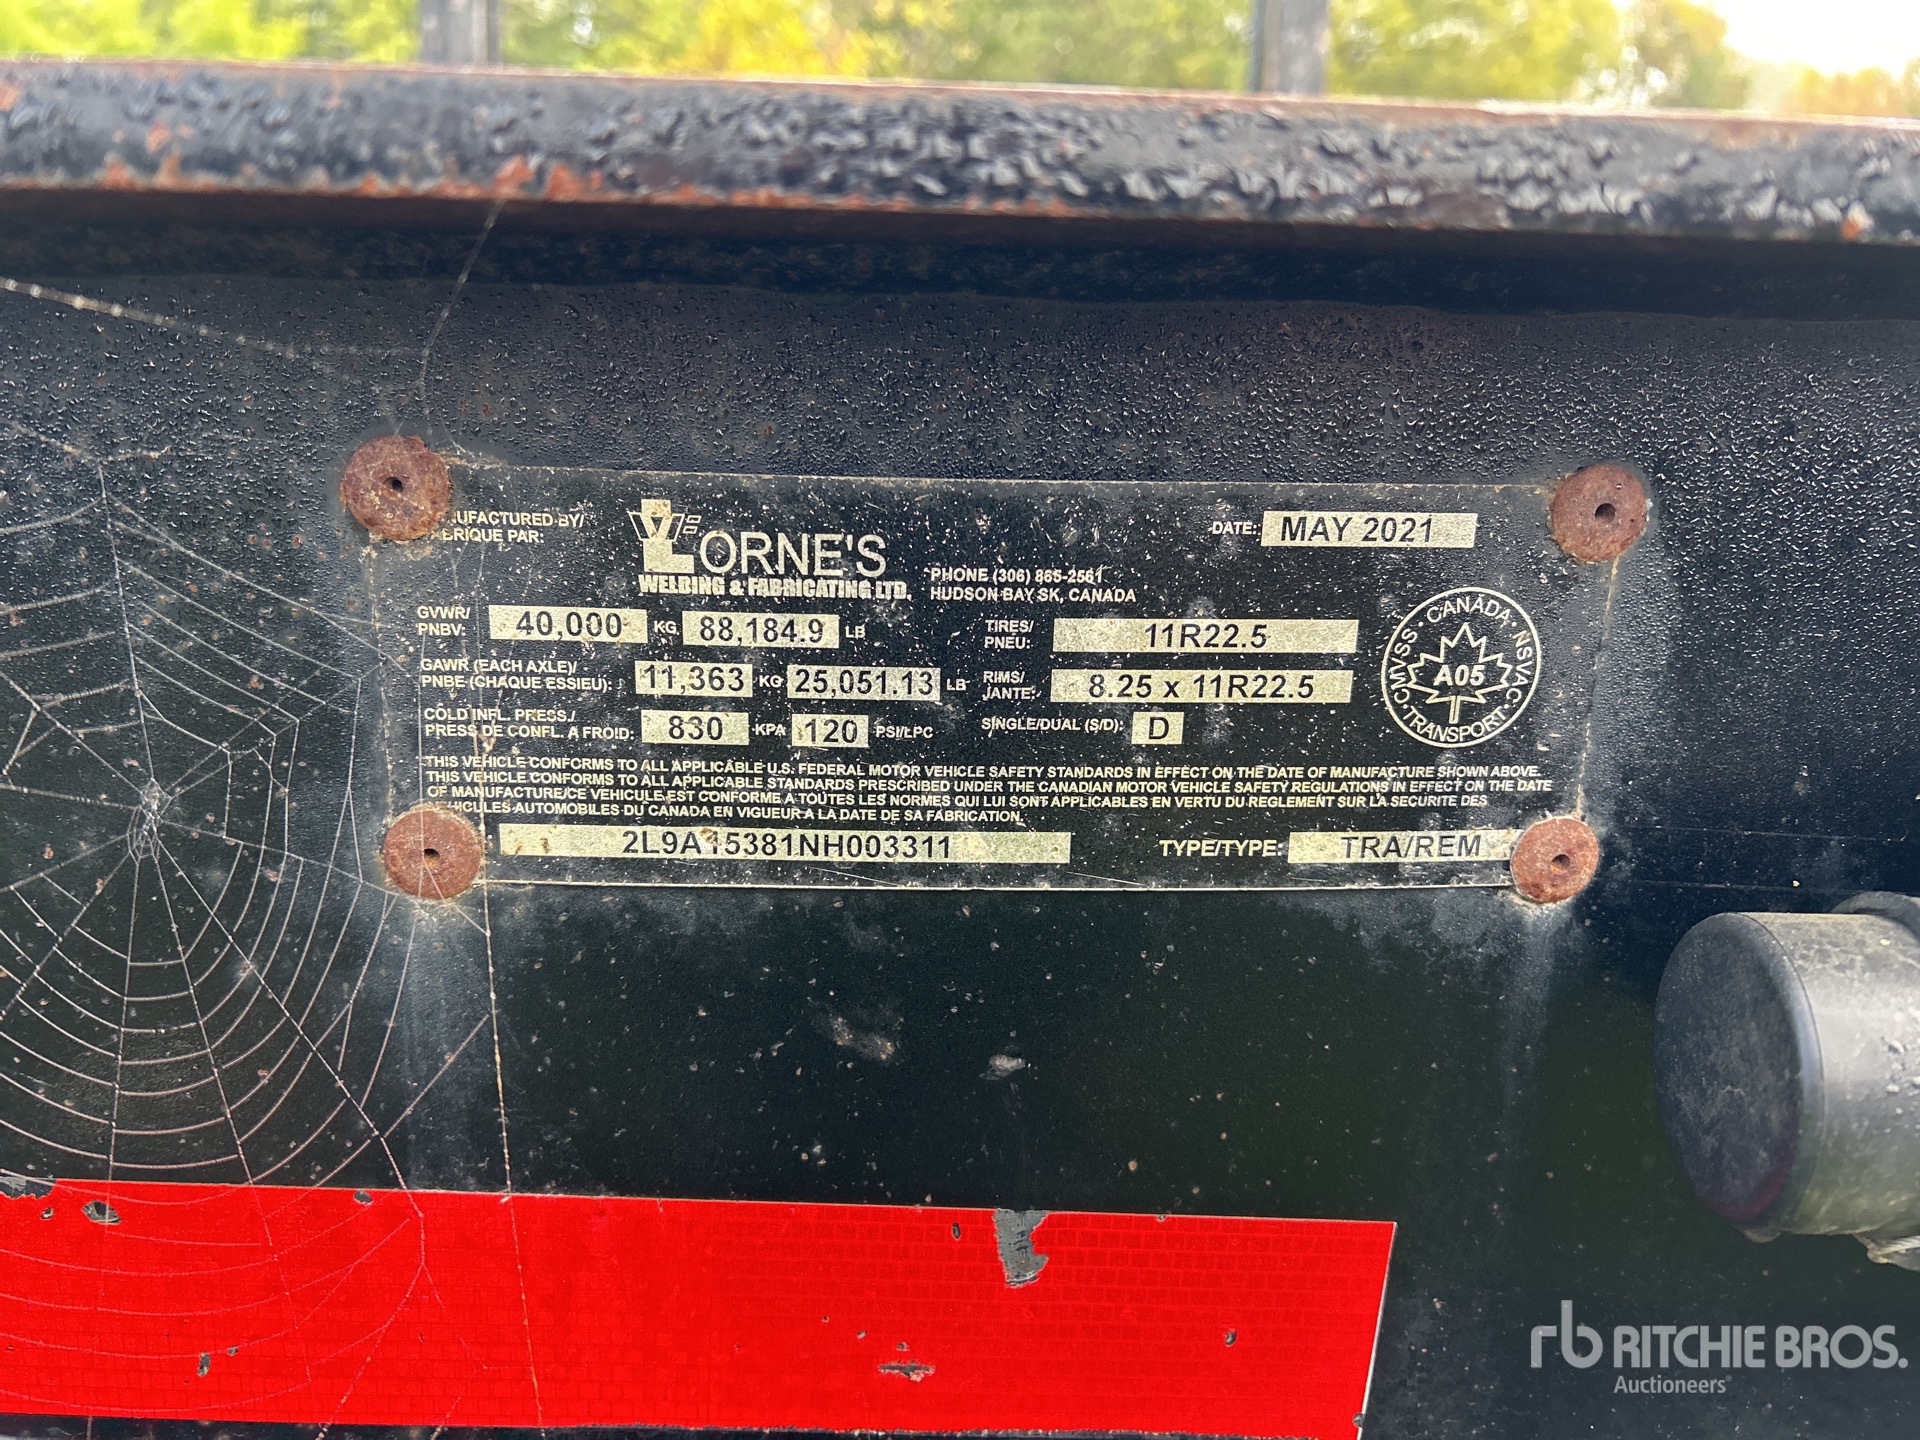 UFACTURED BY/
BRIQUE PAR:
LORNE'S
WELDING & FABRICATING LTD.
PHONE (306) 865-2561
HUDSON BAY SK, CANADA
DATE: MAY 2021
GVWR/
PNBV: 40,000 KG 88,184.9 LB
TIRES/
PNEU: 11R22.5
GAWR (EACH AXLE)/
PNBE (CHAQUE ESSIEU): 11,363 KG 25,051.13 LB
RIMS/
JANTE: 8.25 x 11R22.5
COLD INFL. PRESS./
PRESS DE CONFL. A FROID: 830 KPA 120 PSI/LPC
SINGLE/DUAL (S/D): D
CMVSS · CANADA · NSVAC · TRANSPORT ·
A05
THIS VEHICLE CONFORMS TO ALL APPLICABLE U.S. FEDERAL MOTOR VEHICLE SAFETY STANDARDS IN EFFECT ON THE DATE OF MANUFACTURE SHOWN ABOVE.
THIS VEHICLE CONFORMS TO ALL APPLICABLE STANDARDS PRESCRIBED UNDER THE CANADIAN MOTOR VEHICLE SAFETY REGULATIONS IN EFFECT ON THE DATE
OF MANUFACTURE/CE VEHICULE EST CONFORME A TOUTES LES NORMES QUI LUI SONT APPLICABLES EN VERTU DU REGLEMENT SUR LA SECURITE DES
VEHICULES AUTOMOBILES DU CANADA EN VIGUEUR A LA DATE DE SA FABRICATION.
2L9A15381NH003311
TYPE/TYPE: TRA/REM
rb RITCHIE BROS.
Auctioneers